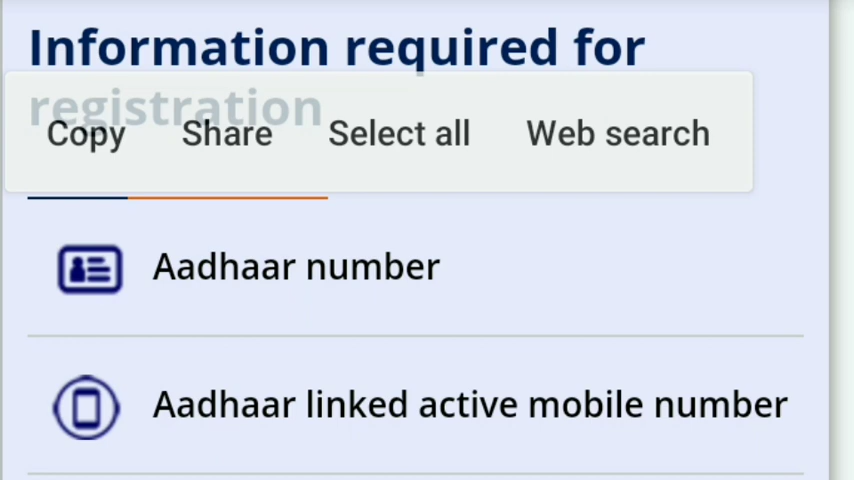 Information required for
registration
Copy Share Select all Web search
Aadhaar number
Aadhaar linked active mobile number